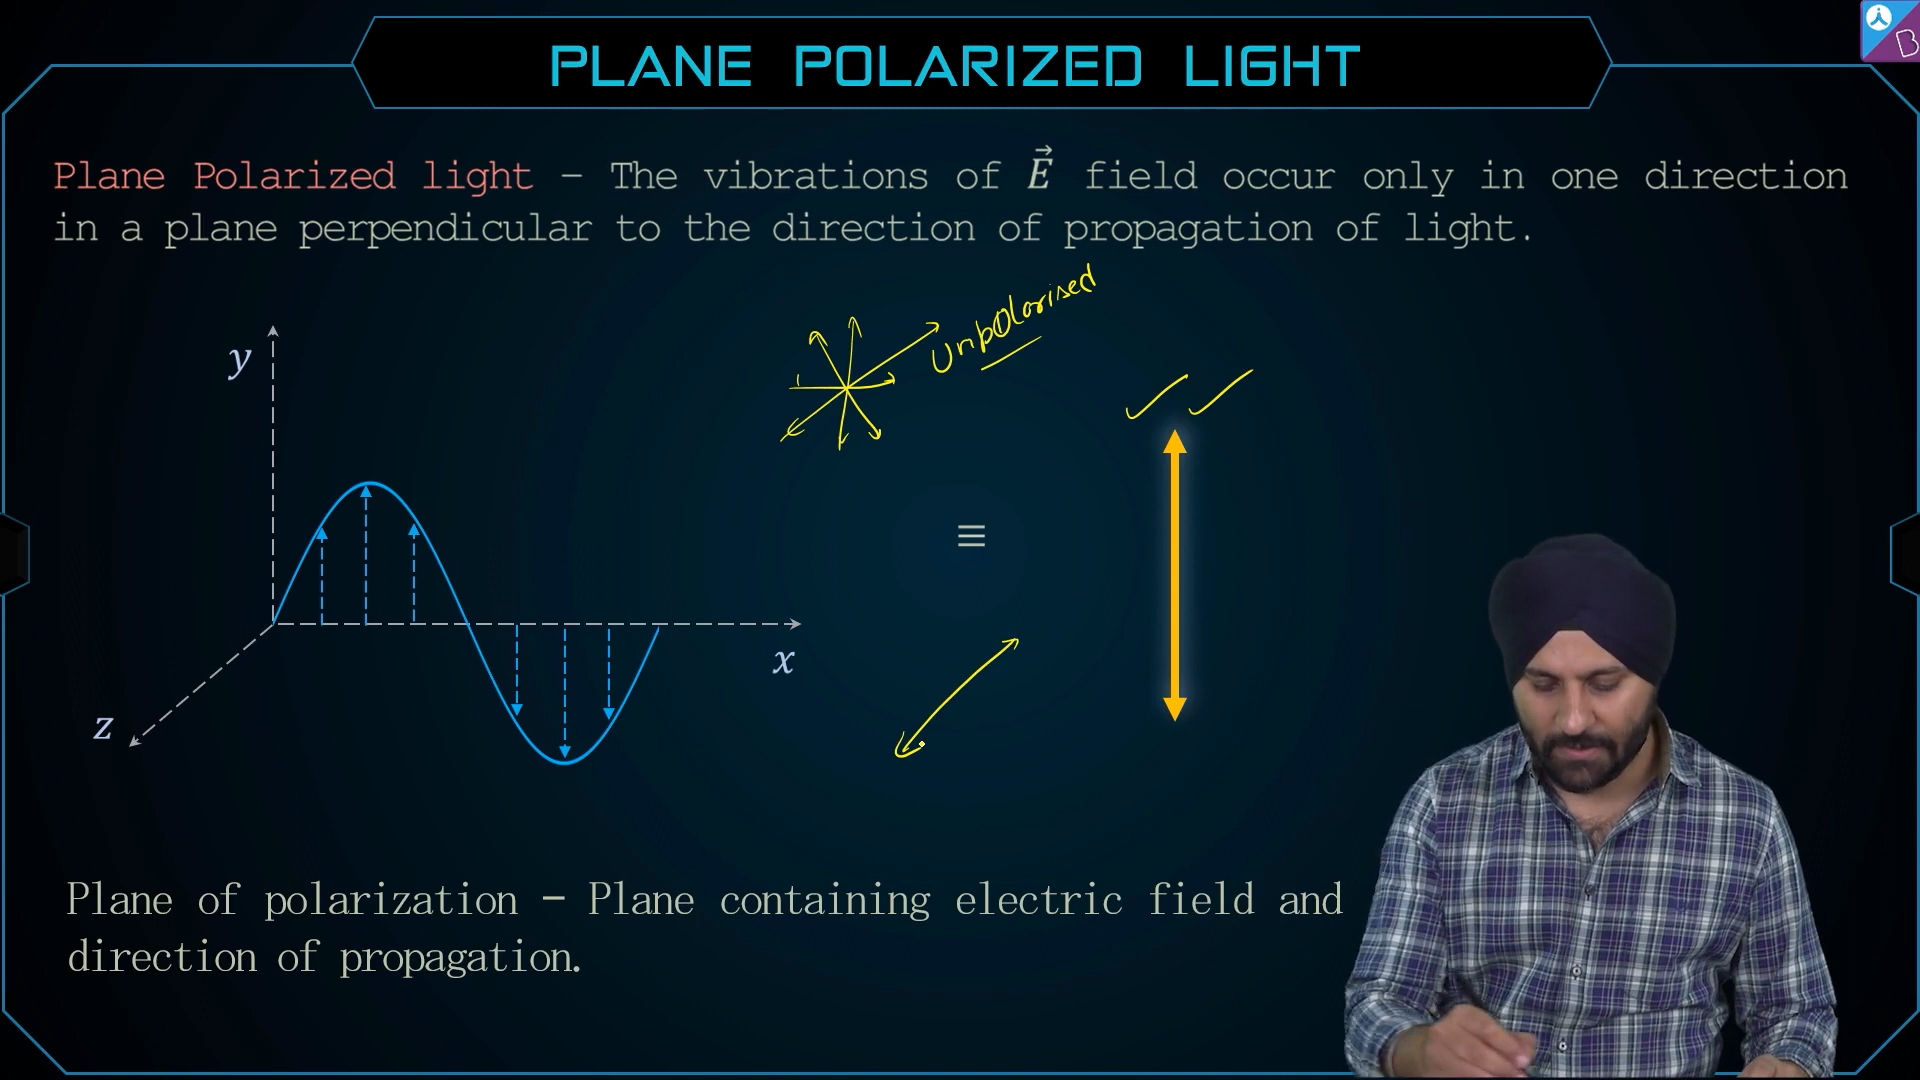 PLANE POLARIZED LIGHT
B
Plane Polarized light – The vibrations of E⃗ field occur only in one direction
in a plane perpendicular to the direction of propagation of light.
Unpolarised
y
≡
x
z
Plane of polarization – Plane containing electric field and
direction of propagation.